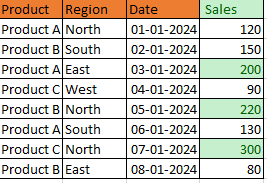 Product Region Date Sales
Product A North 01-01-2024 120
Product B South 02-01-2024 150
Product A East 03-01-2024 200
Product C West 04-01-2024 90
Product B North 05-01-2024 220
Product A South 06-01-2024 130
Product C North 07-01-2024 300
Product B East 08-01-2024 80